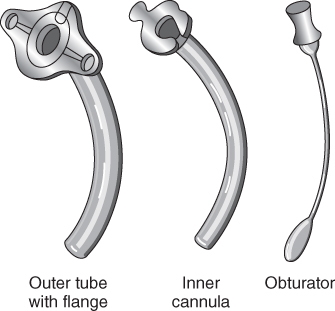 Outer tube
with flange
Inner
cannula
Obturator